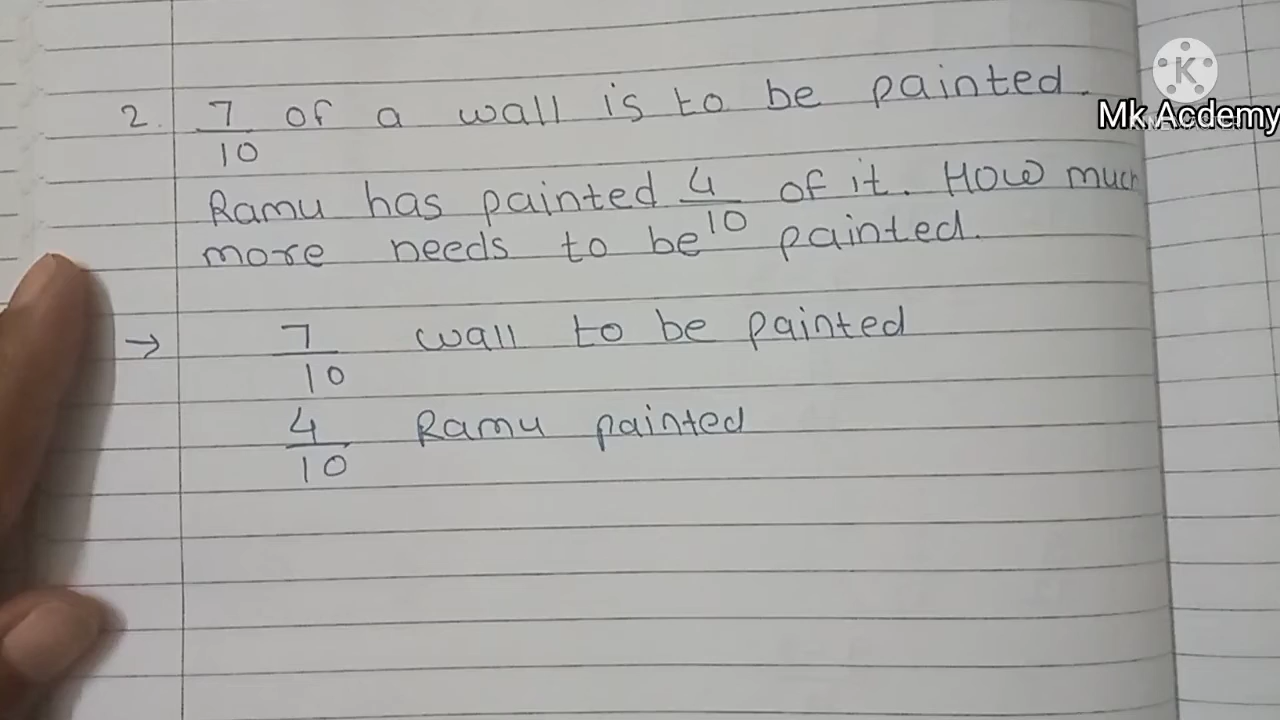 2. 7/10 of a wall is to be painted.
Ramu has painted 4/10 of it. How much
more needs to be painted.
→ 7/10 wall to be painted
4/10 Ramu painted
K
Mk Acdemy